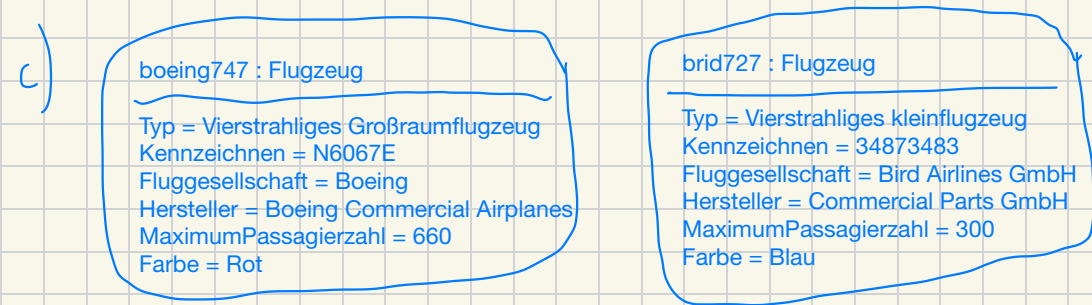 c)
boeing747 : Flugzeug
Typ = Vierstrahliges Großraumflugzeug
Kennzeichnen = N6067E
Fluggesellschaft = Boeing
Hersteller = Boeing Commercial Airplanes
MaximumPassagierzahl = 660
Farbe = Rot
brid727 : Flugzeug
Typ = Vierstrahliges kleinflugzeug
Kennzeichnen = 34873483
Fluggesellschaft = Bird Airlines GmbH
Hersteller = Commercial Parts GmbH
MaximumPassagierzahl = 300
Farbe = Blau